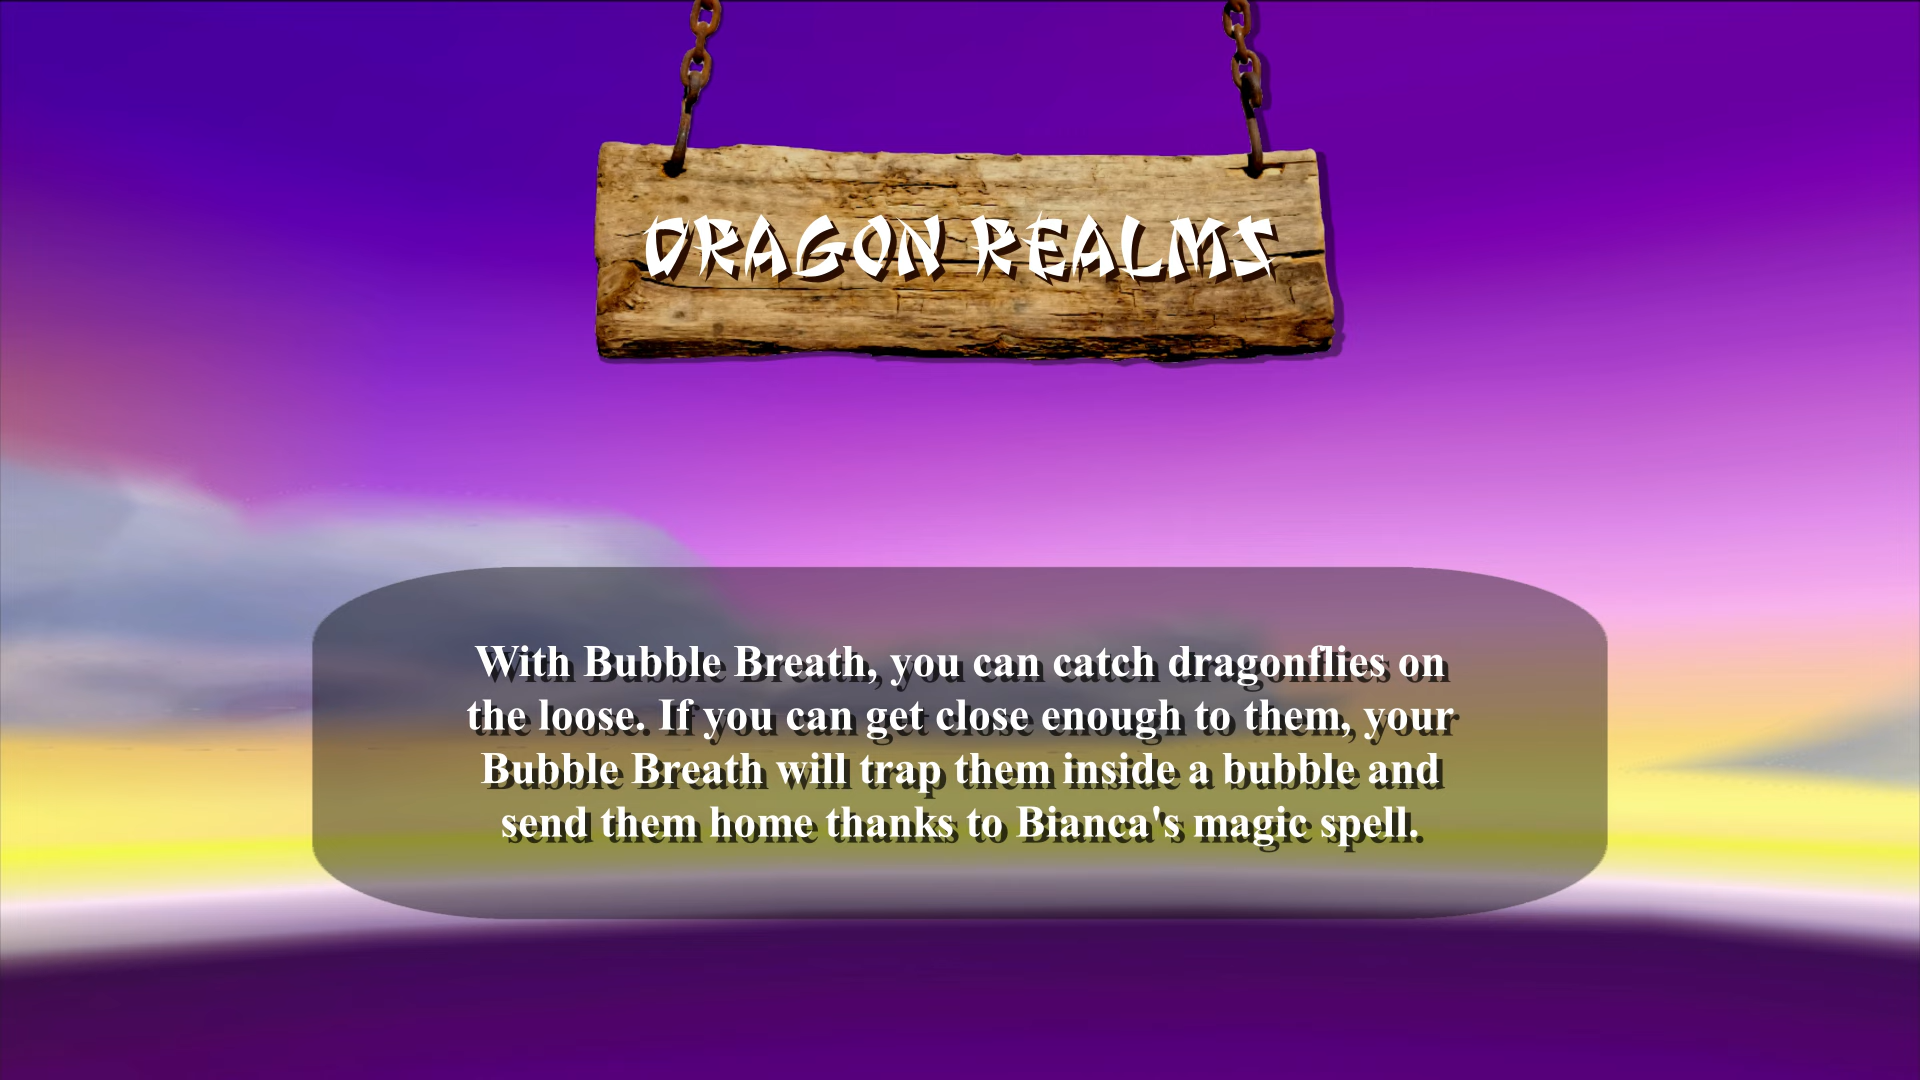 DRAGON REALMS
With Bubble Breath, you can catch dragonflies on
the loose. If you can get close enough to them, your
Bubble Breath will trap them inside a bubble and
send them home thanks to Bianca's magic spell.